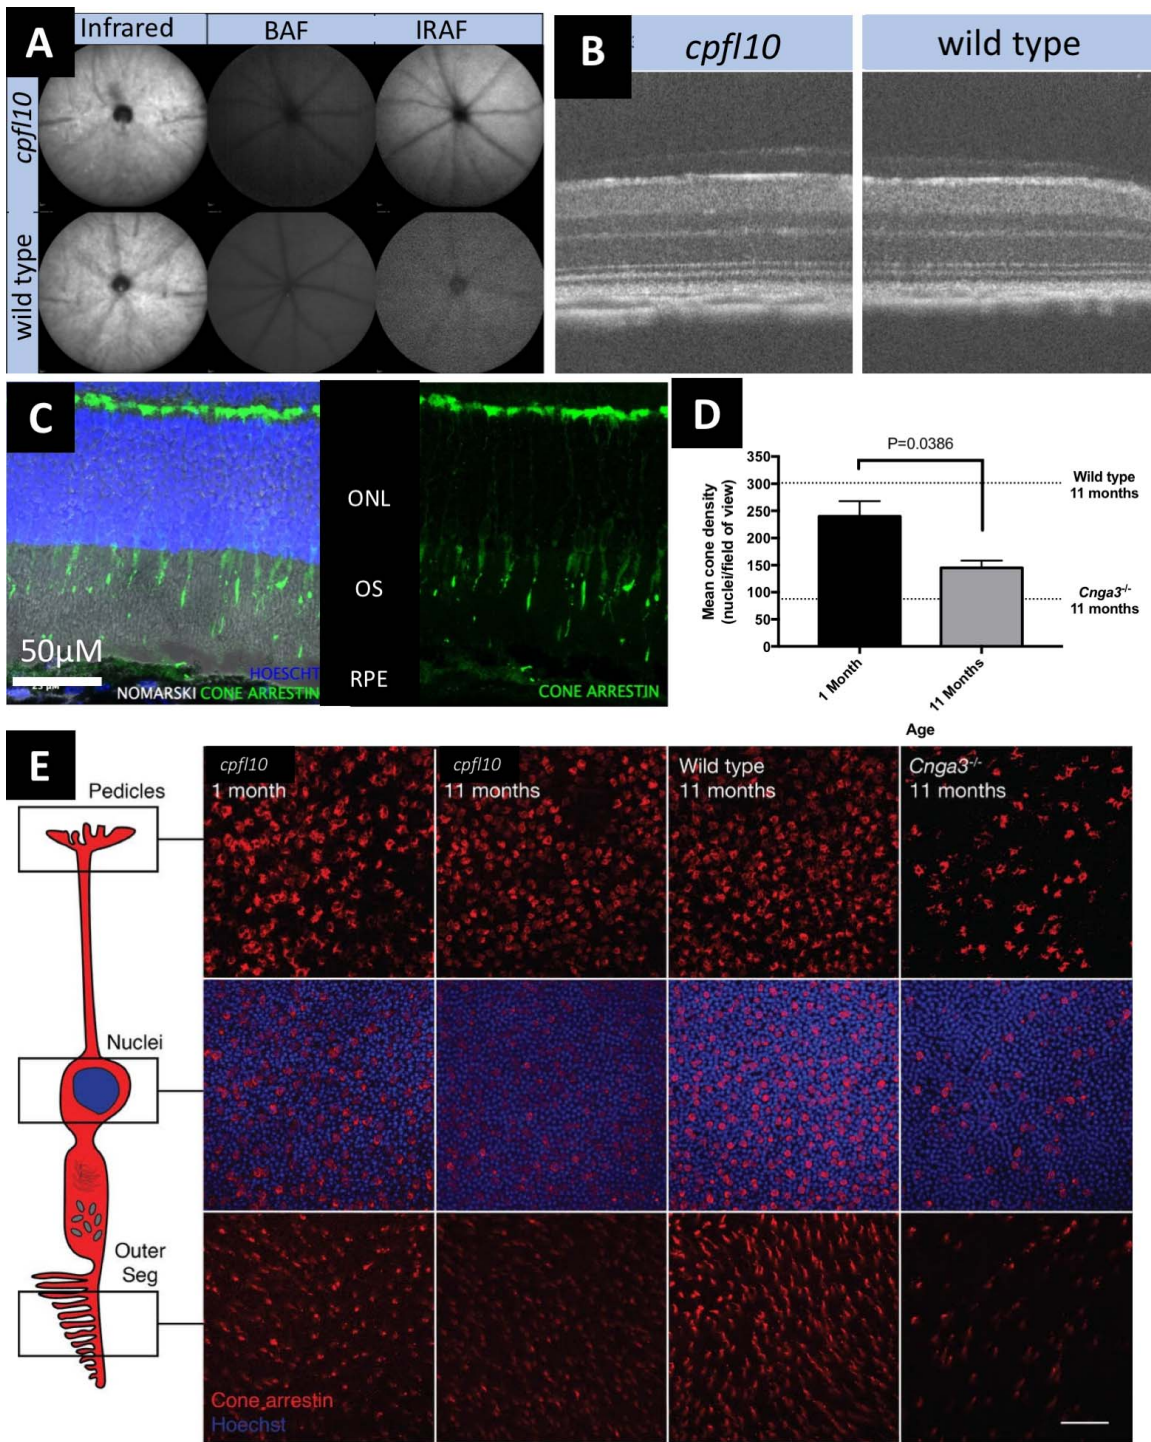 A
Infrared
BAF
IRAF
cpfl10
wild type
B
cpfl10
wild type
C
ONL
OS
RPE
50µM
HOESCHT
NOMARSKI CONE ARRESTIN
CONE ARRESTIN
D
P=0.0386
Mean cone density
(nuclei/field of view)
350
300
250
200
150
100
50
0
Wild type
11 months
Cnga3-/-
11 months
1 Month
11 Months
Age
E
cpfl10
1 month
cpfl10
11 months
Wild type
11 months
Cnga3-/-
11 months
Pedicles
Nuclei
Outer
Seg
Cone arrestin
Hoechst